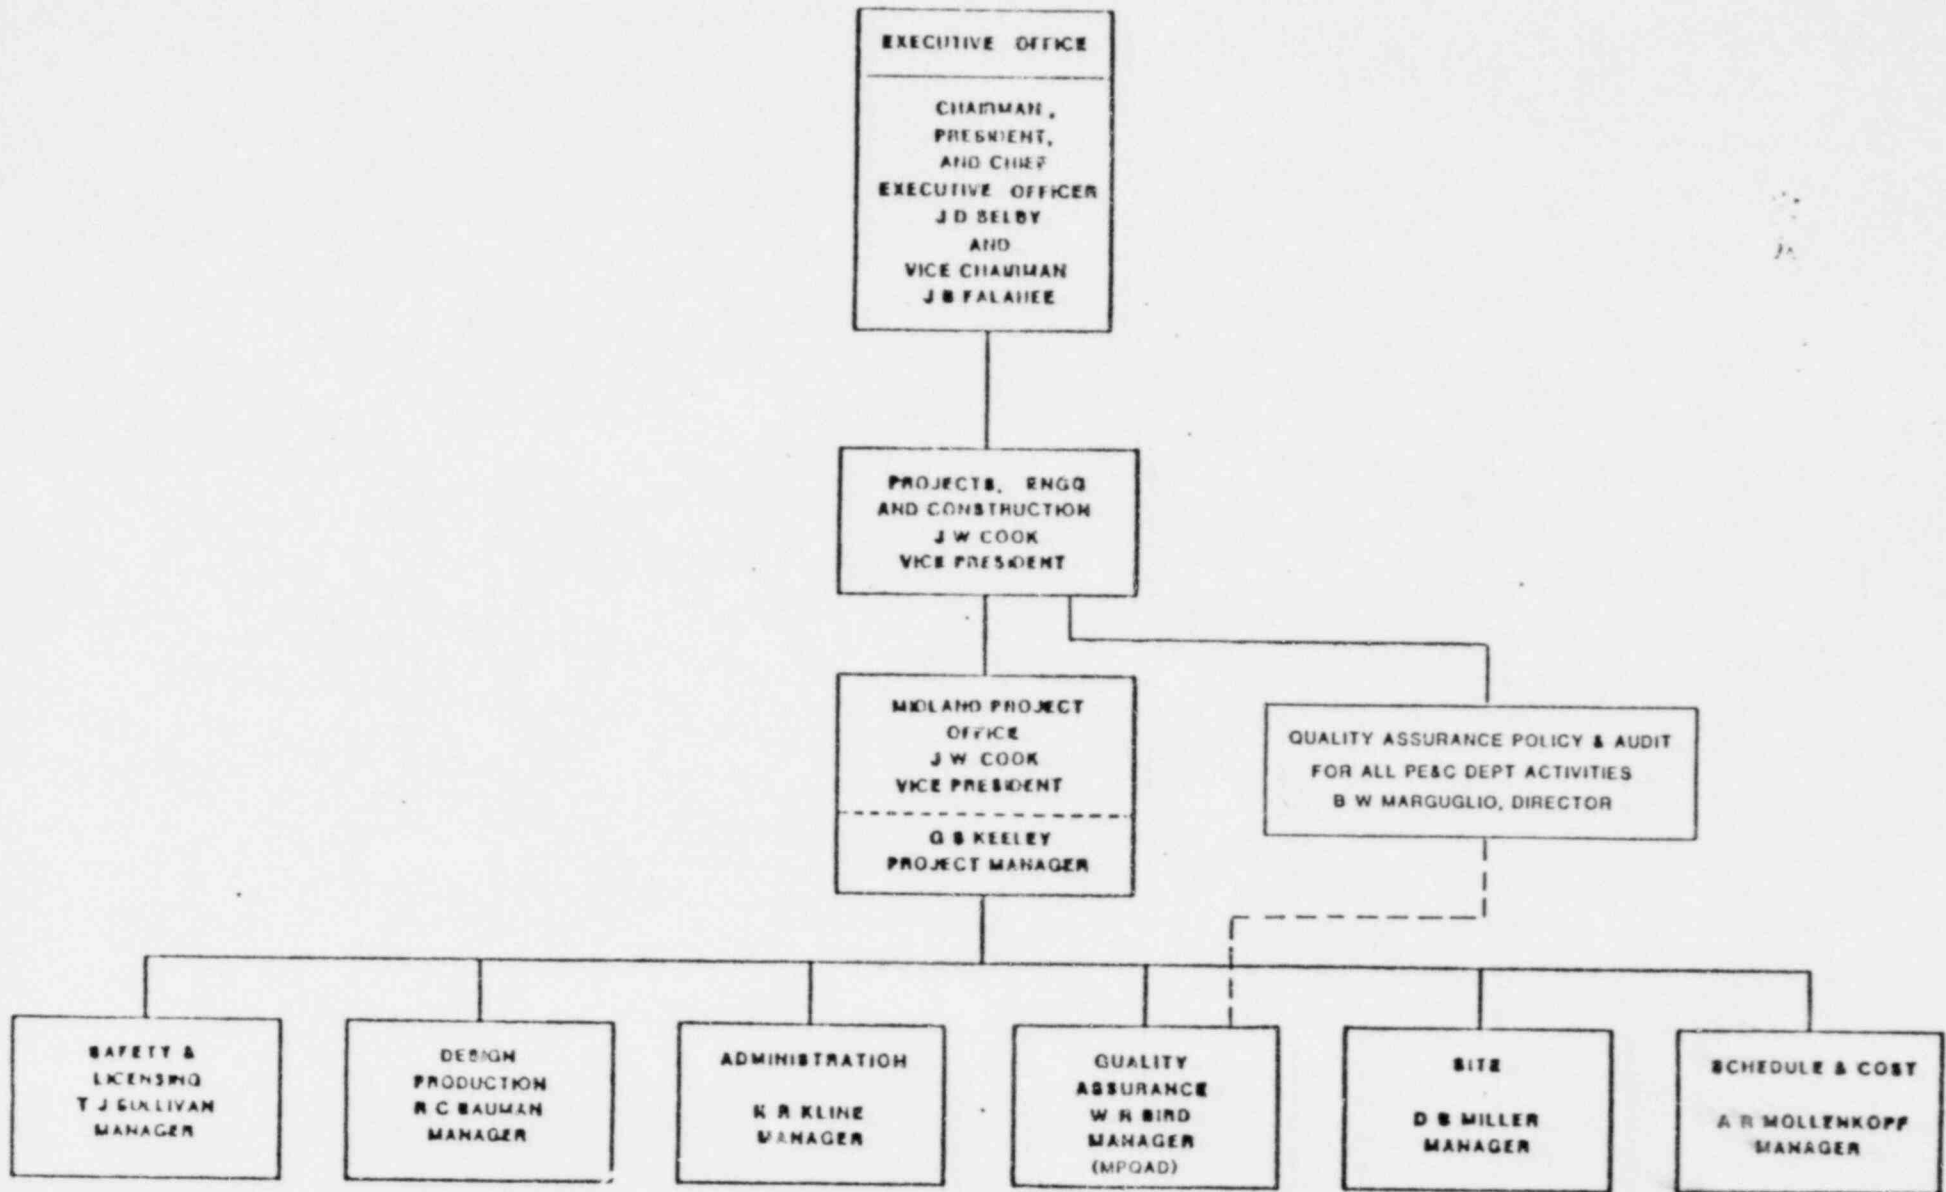 EXECUTIVE OFFICE
CHAIRMAN,
PRESIDENT,
AND CHIEF
EXECUTIVE OFFICER
J D SELBY
AND
VICE CHAIRMAN
J B FALAHEE
PROJECTS, ENGG
AND CONSTRUCTION
J W COOK
VICE PRESIDENT
MIDLAND PROJECT
OFFICE
J W COOK
VICE PRESIDENT
G S KEELEY
PROJECT MANAGER
QUALITY ASSURANCE POLICY & AUDIT
FOR ALL PE&C DEPT ACTIVITIES
B W MARGUGLIO, DIRECTOR
SAFETY &
LICENSING
T J SULLIVAN
MANAGER
DESIGN
PRODUCTION
R C BAUMAN
MANAGER
ADMINISTRATION
N R KLINE
MANAGER
QUALITY
ASSURANCE
W R BIRD
MANAGER
(MPQAD)
SITE
D B MILLER
MANAGER
SCHEDULE & COST
A R MOLLENKOPF
MANAGER